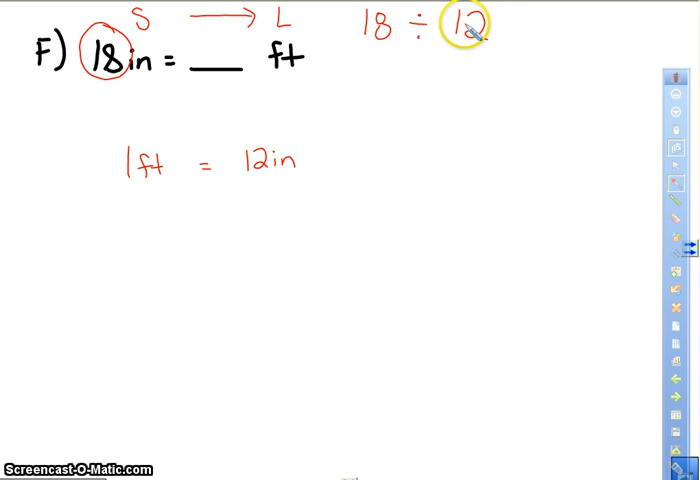 S ⟶ L
18 ÷ 12
F) 18in = ___ ft
1ft = 12in
Screencast-O-Matic.com